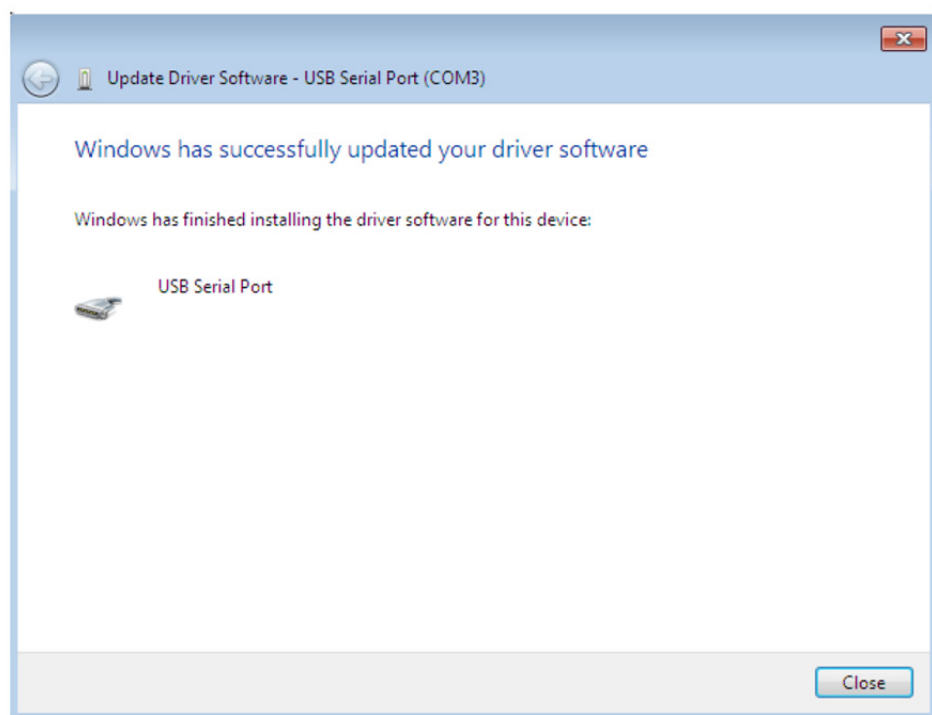 Update Driver Software - USB Serial Port (COM3)
Windows has successfully updated your driver software
Windows has finished installing the driver software for this device:
USB Serial Port
Close